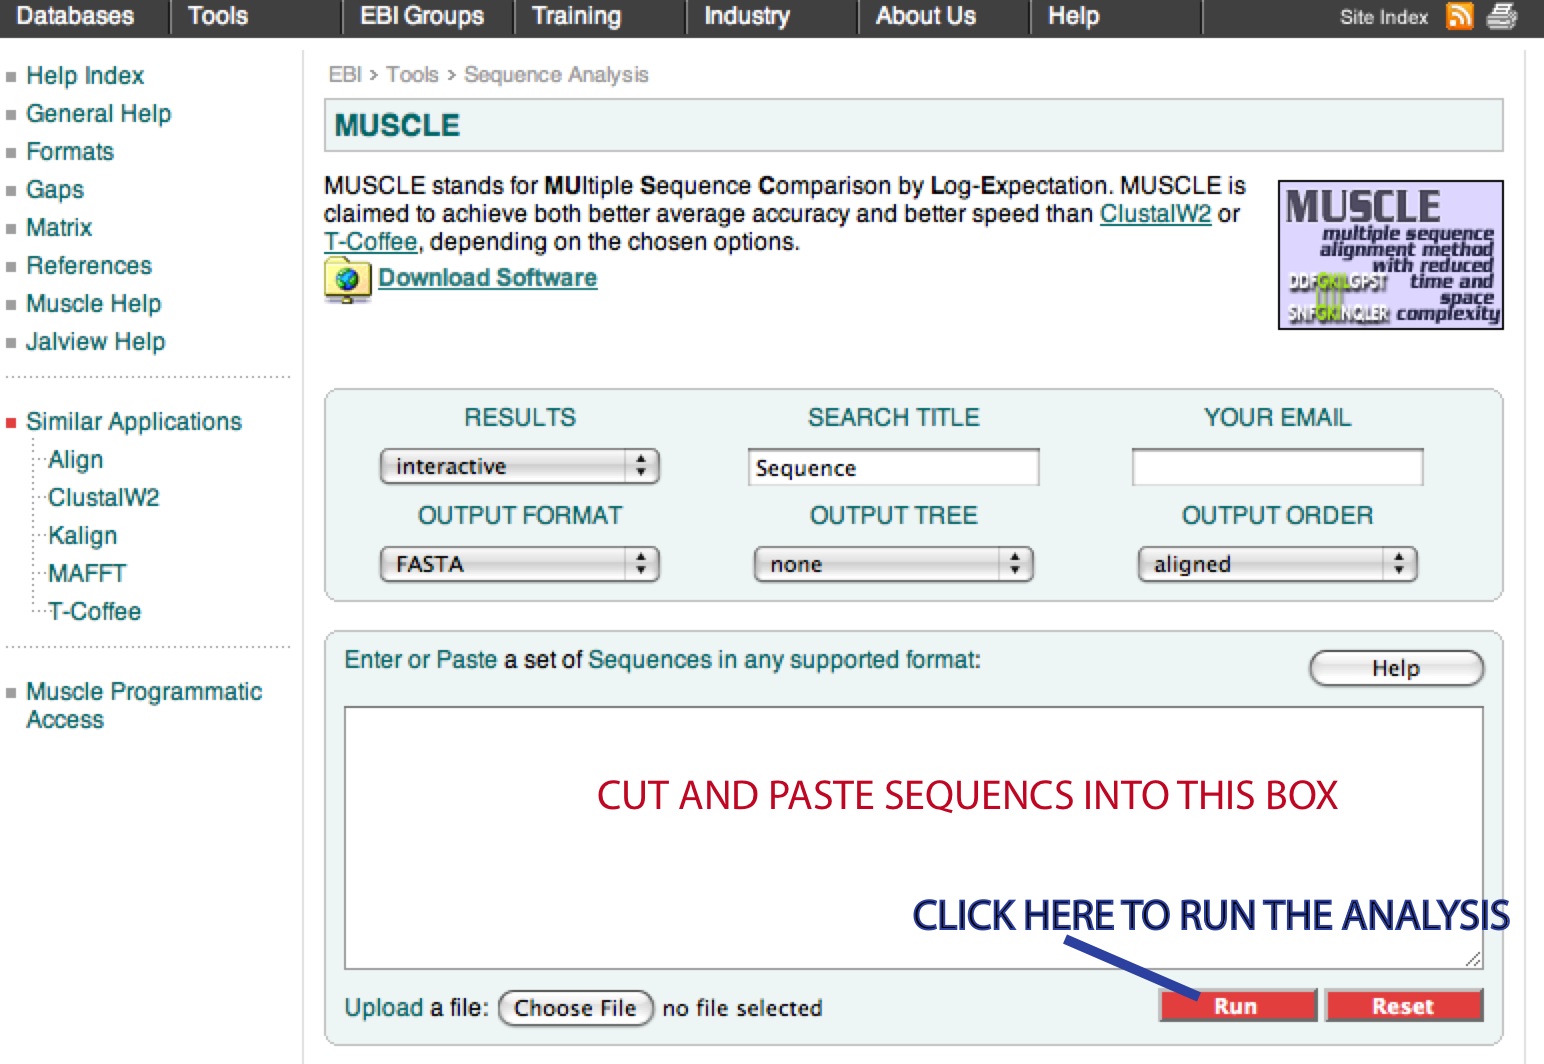 Databases
Tools
EBI Groups
Training
Industry
About Us
Help
Site Index
Help Index
General Help
Formats
Gaps
Matrix
References
Muscle Help
Jalview Help
Similar Applications
Align
ClustalW2
Kalign
MAFFT
T-Coffee
Muscle Programmatic
Access
EBI > Tools > Sequence Analysis
MUSCLE
MUSCLE stands for MUltiple Sequence Comparison by Log-Expectation. MUSCLE is
claimed to achieve both better average accuracy and better speed than ClustalW2 or
T-Coffee, depending on the chosen options.
Download Software
MUSCLE
multiple sequence
alignment method
with reduced
DDFGKILGPST time and
space
SNFGKINQLER complexity
RESULTS
SEARCH TITLE
YOUR EMAIL
interactive
Sequence
OUTPUT FORMAT
OUTPUT TREE
OUTPUT ORDER
FASTA
none
aligned
Enter or Paste a set of Sequences in any supported format:
Help
CUT AND PASTE SEQUENCS INTO THIS BOX
CLICK HERE TO RUN THE ANALYSIS
Upload a file: Choose File no file selected
Run
Reset